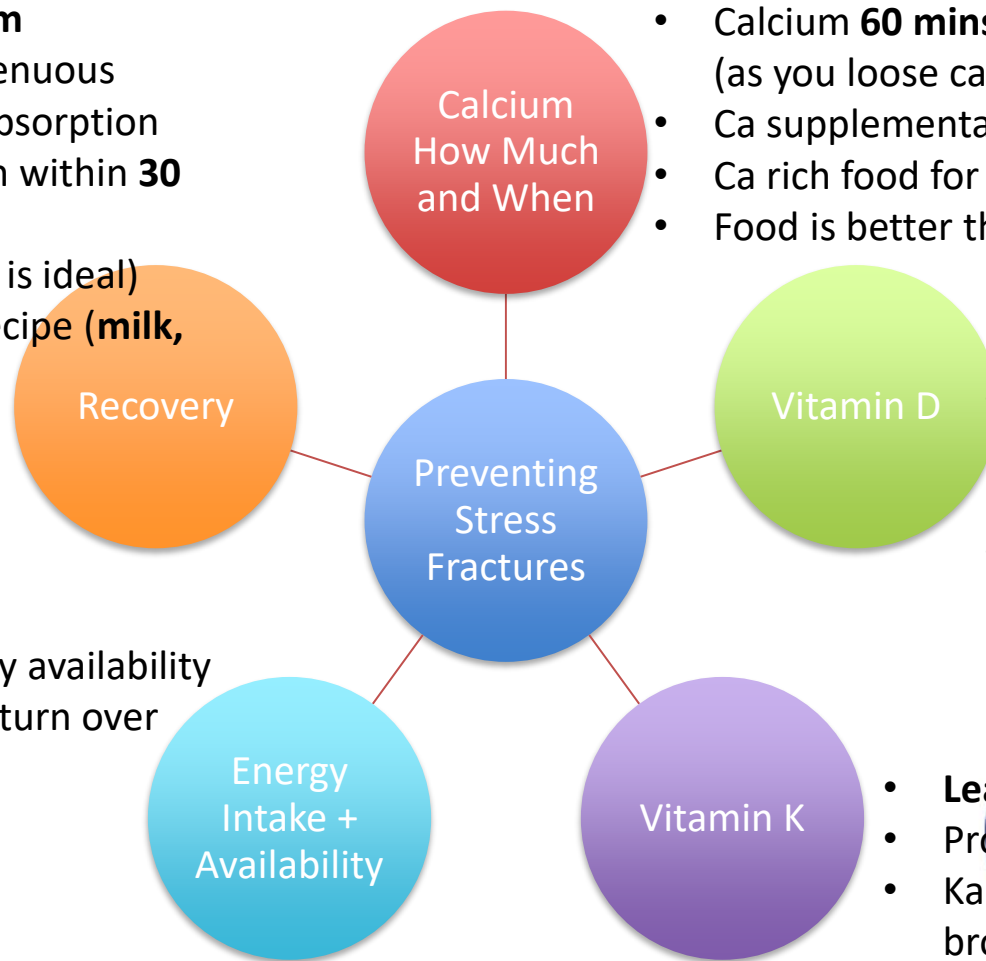 m
enuous
bsorption
n within 30
is ideal)
ecipe (milk,
Calcium
How Much
and When
• Calcium 60 mins
(as you loose ca
• Ca supplementa
• Ca rich food for
• Food is better th
Recovery
Vitamin D
Preventing
Stress
Fractures
y availability
turn over
Energy
Intake +
Availability
Vitamin K
• Lea
• Pro
• Ka
bro